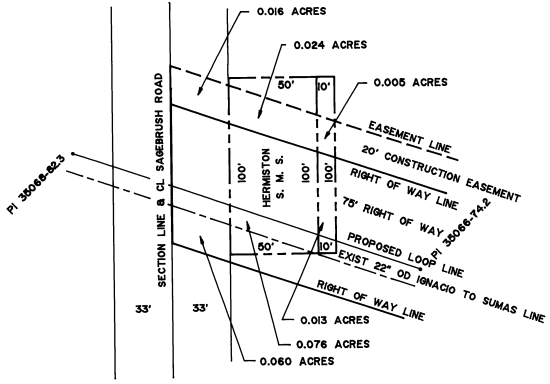 0.016 ACRES
0.024 ACRES
0.005 ACRES
50' 10'
EASEMENT LINE
20' CONSTRUCTION EASEMENT
RIGHT OF WAY LINE
75' RIGHT OF WAY
PI 35068-82.3
SECTION LINE & CL SAGEBRUSH ROAD
100'
HERMISTON
S. M. S.
100'
100'
PI 35066-74.2
PROPOSED LOOP LINE
50' 10'
EXIST 22" OD IGNACIO TO SUMAS LINE
RIGHT OF WAY LINE
33' 33'
0.013 ACRES
0.076 ACRES
0.060 ACRES